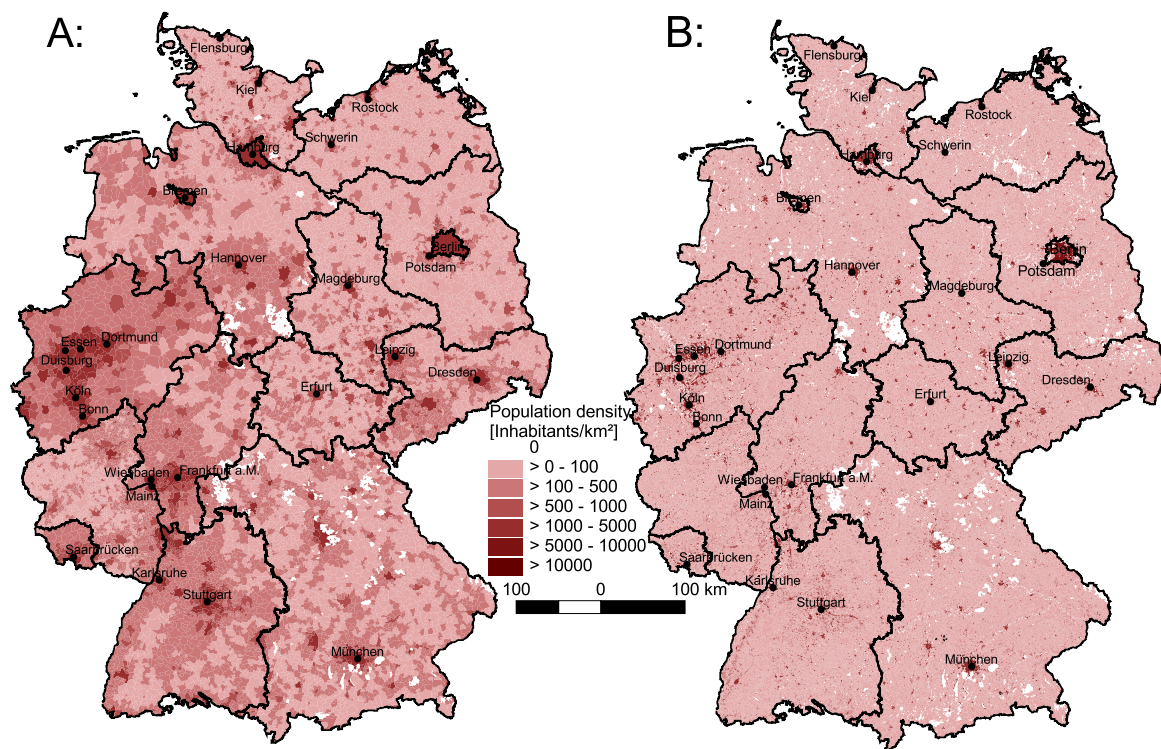 A:
Flensburg
Kiel
Rostock
Schwerin
Hamburg
Bremen
Berlin
Potsdam
Hannover
Magdeburg
Essen
Dortmund
Duisburg
Leipzig
Dresden
Köln
Erfurt
Bonn
Wiesbaden
Frankfurt a.M.
Mainz
Saarbrücken
Karlsruhe
Stuttgart
München
Population density
[Inhabitants/km²]
0
> 0 - 100
> 100 - 500
> 500 - 1000
> 1000 - 5000
> 5000 - 10000
> 10000
100 0 100 km
B:
Flensburg
Kiel
Rostock
Schwerin
Hamburg
Bremen
Berlin
Potsdam
Hannover
Magdeburg
Essen
Dortmund
Duisburg
Leipzig
Dresden
Köln
Erfurt
Bonn
Wiesbaden
Frankfurt a.M.
Mainz
Saarbrücken
Karlsruhe
Stuttgart
München